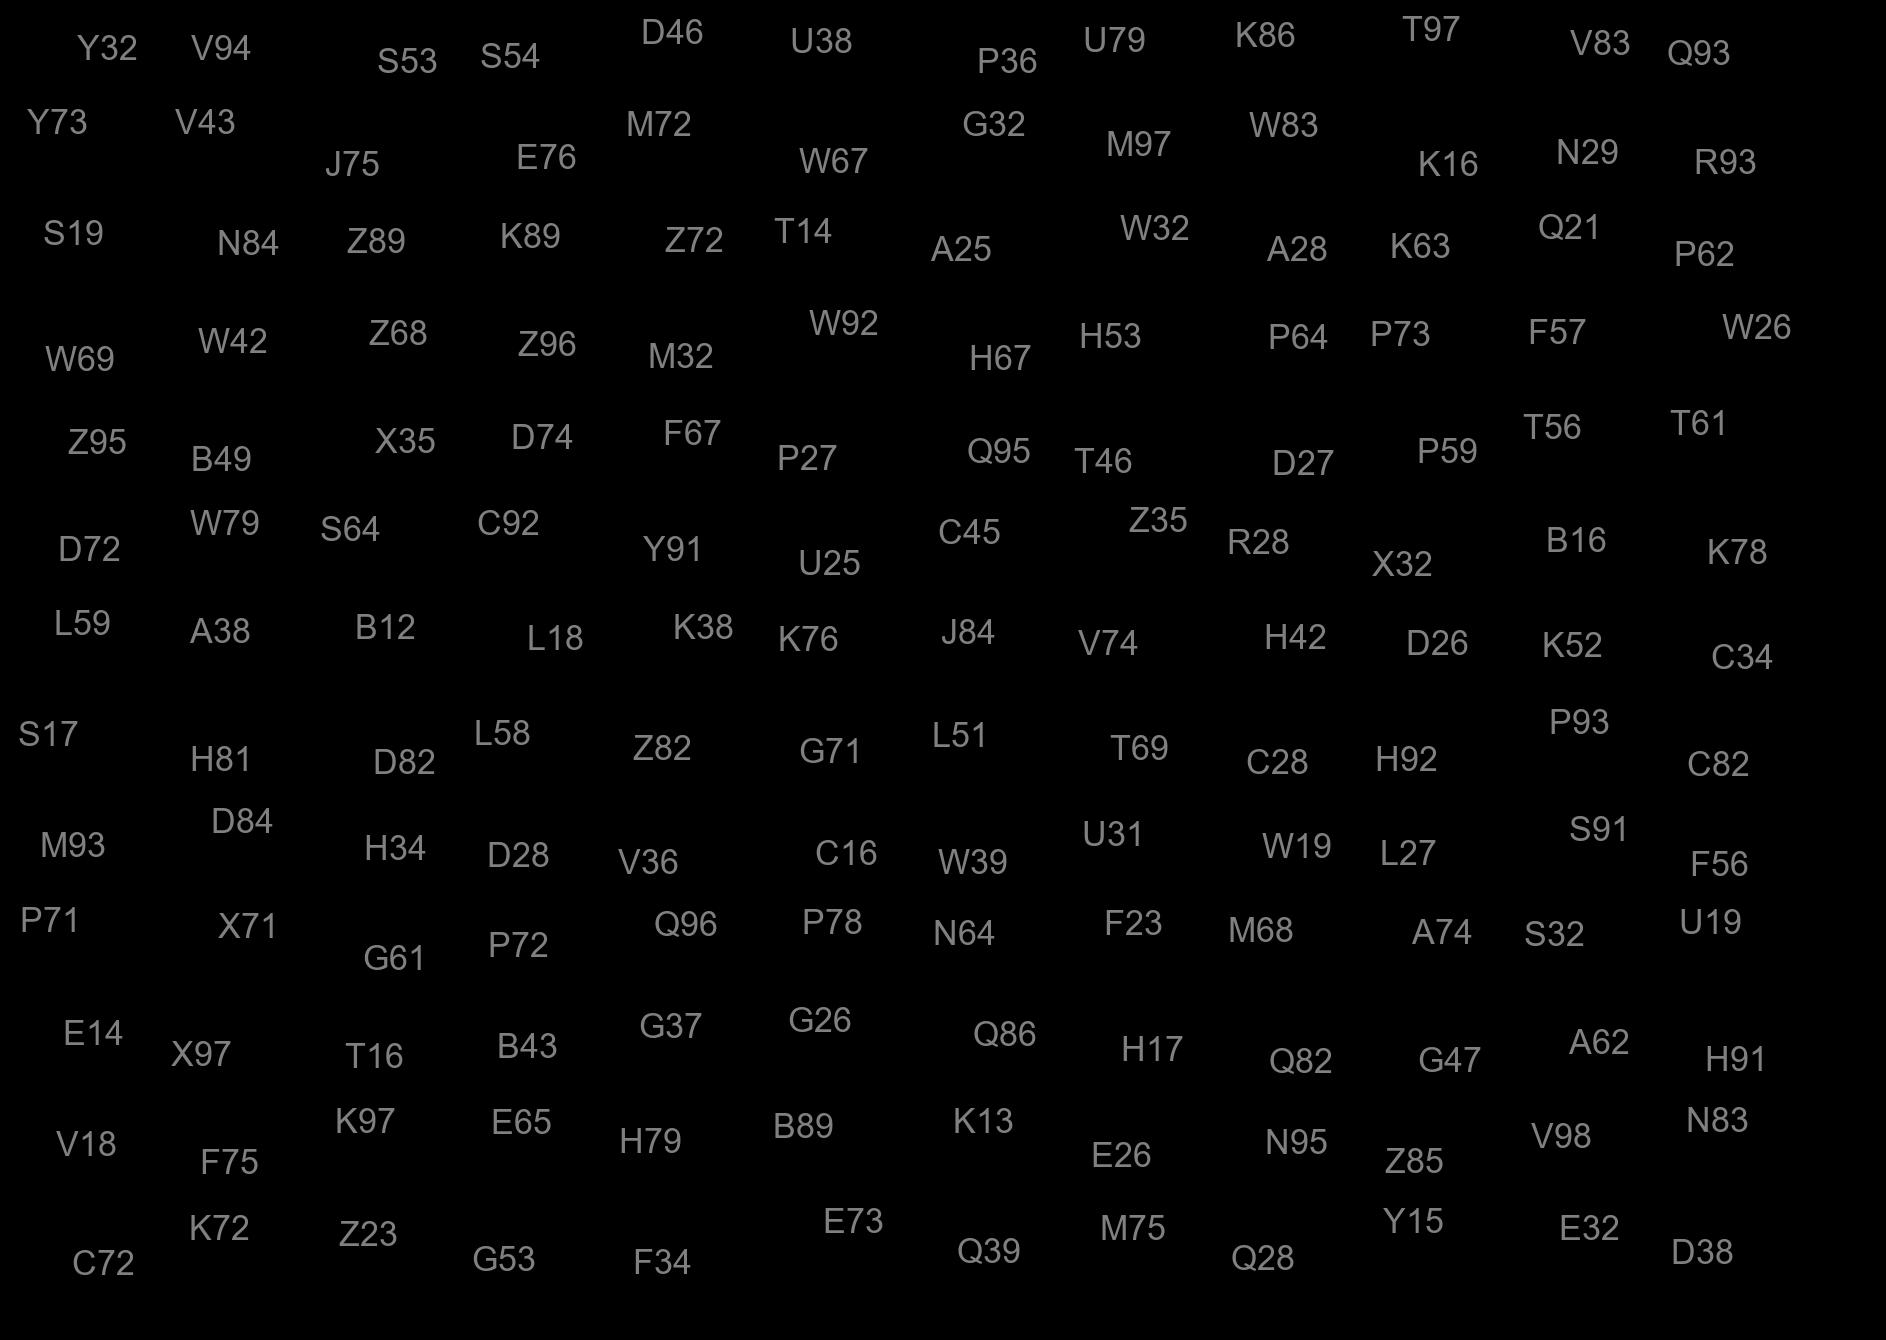 Y32 V94 S53 S54 D46 U38 P36 U79 K86 T97 V83 Q93
Y73 V43 J75 E76 M72 W67 G32 M97 W83 K16 N29 R93
S19 N84 Z89 K89 Z72 T14 A25 W32 A28 K63 Q21 P62
W69 W42 Z68 Z96 M32 W92 H67 H53 P64 P73 F57 W26
Z95 B49 X35 D74 F67 P27 Q95 T46 D27 P59 T56 T61
D72 W79 S64 C92 Y91 U25 C45 Z35 R28 X32 B16 K78
L59 A38 B12 L18 K38 K76 J84 V74 H42 D26 K52 C34
S17 H81 D82 L58 Z82 G71 L51 T69 C28 H92 P93 C82
M93 D84 H34 D28 V36 C16 W39 U31 W19 L27 S91 F56
P71 X71 G61 P72 Q96 P78 N64 F23 M68 A74 S32 U19
E14 X97 T16 B43 G37 G26 Q86 H17 Q82 G47 A62 H91
V18 F75 K97 E65 H79 B89 K13 E26 N95 Z85 V98 N83
C72 K72 Z23 G53 F34 E73 Q39 M75 Q28 Y15 E32 D38